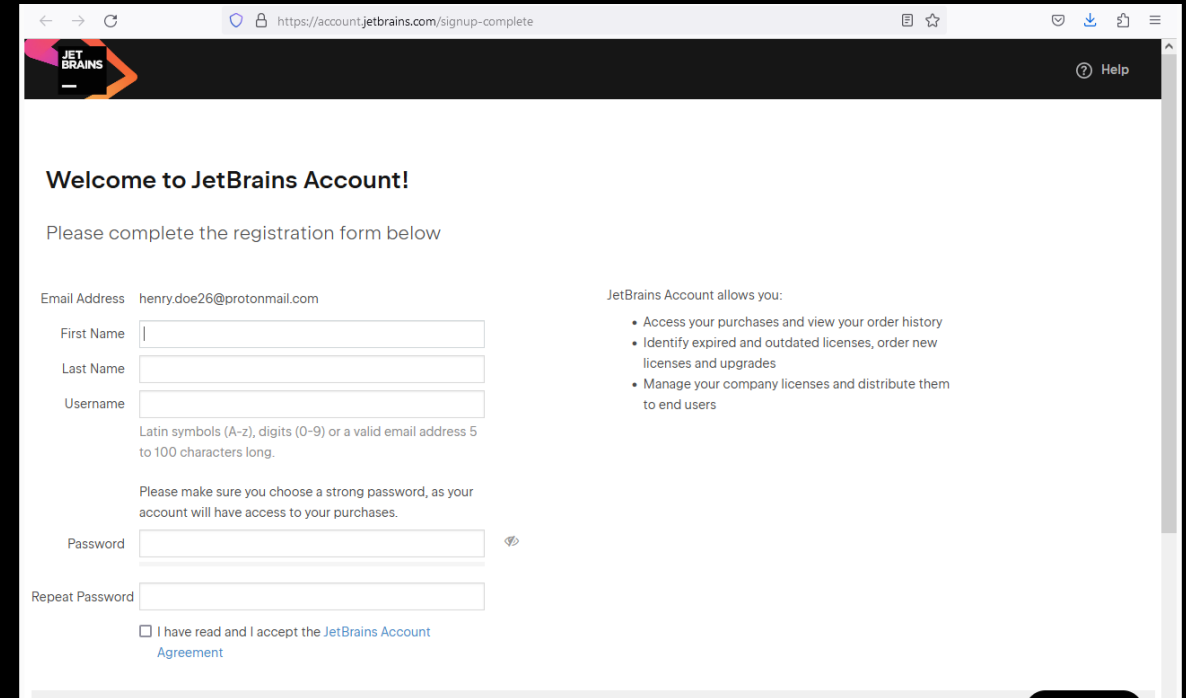 https://account.jetbrains.com/signup-complete
JET
BRAINS
Help
Welcome to JetBrains Account!
Please complete the registration form below
Email Address henry.doe26@protonmail.com
First Name
Last Name
Username
Latin symbols (A-z), digits (0-9) or a valid email address 5
to 100 characters long.
Please make sure you choose a strong password, as your
account will have access to your purchases.
Password
Repeat Password
I have read and I accept the JetBrains Account
Agreement
JetBrains Account allows you:
• Access your purchases and view your order history
• Identify expired and outdated licenses, order new
licenses and upgrades
• Manage your company licenses and distribute them
to end users